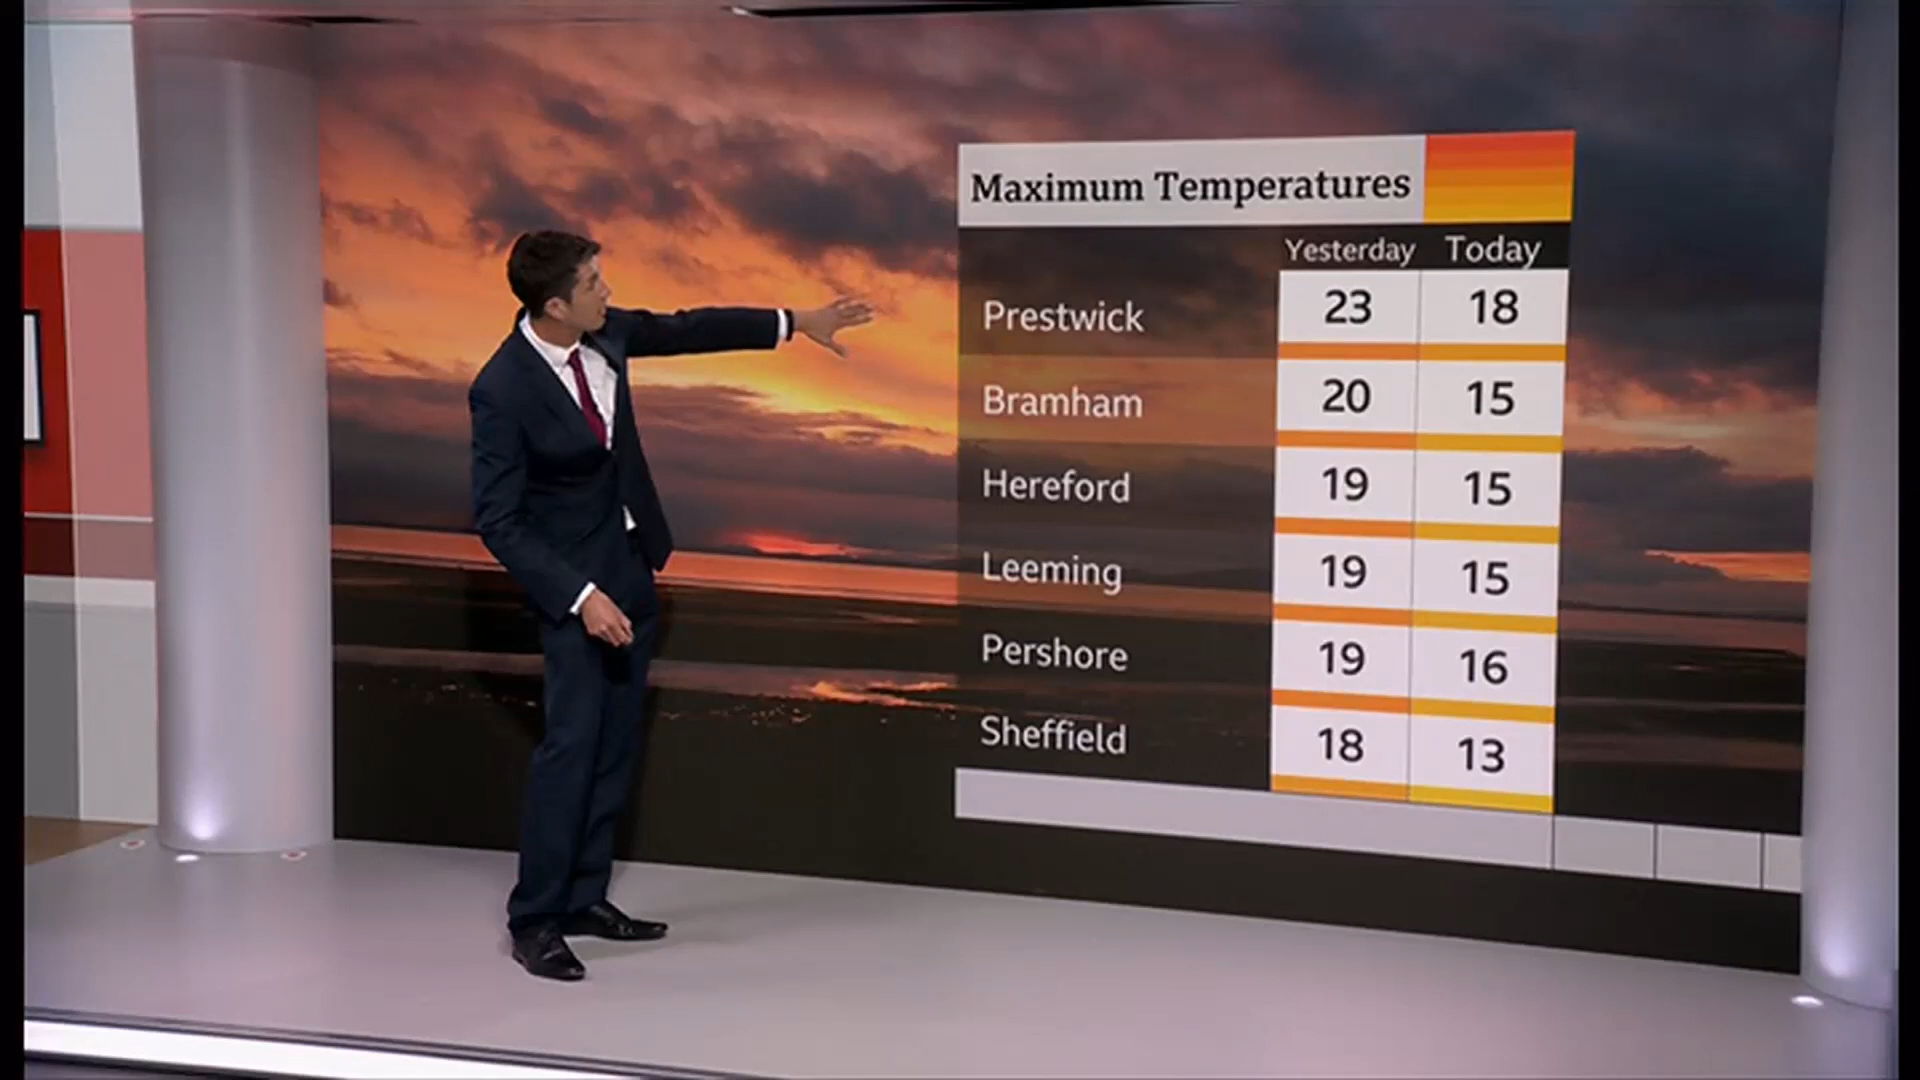 Maximum Temperatures
Yesterday Today
Prestwick 23 18
Bramham 20 15
Hereford 19 15
Leeming 19 15
Pershore 19 16
Sheffield 18 13